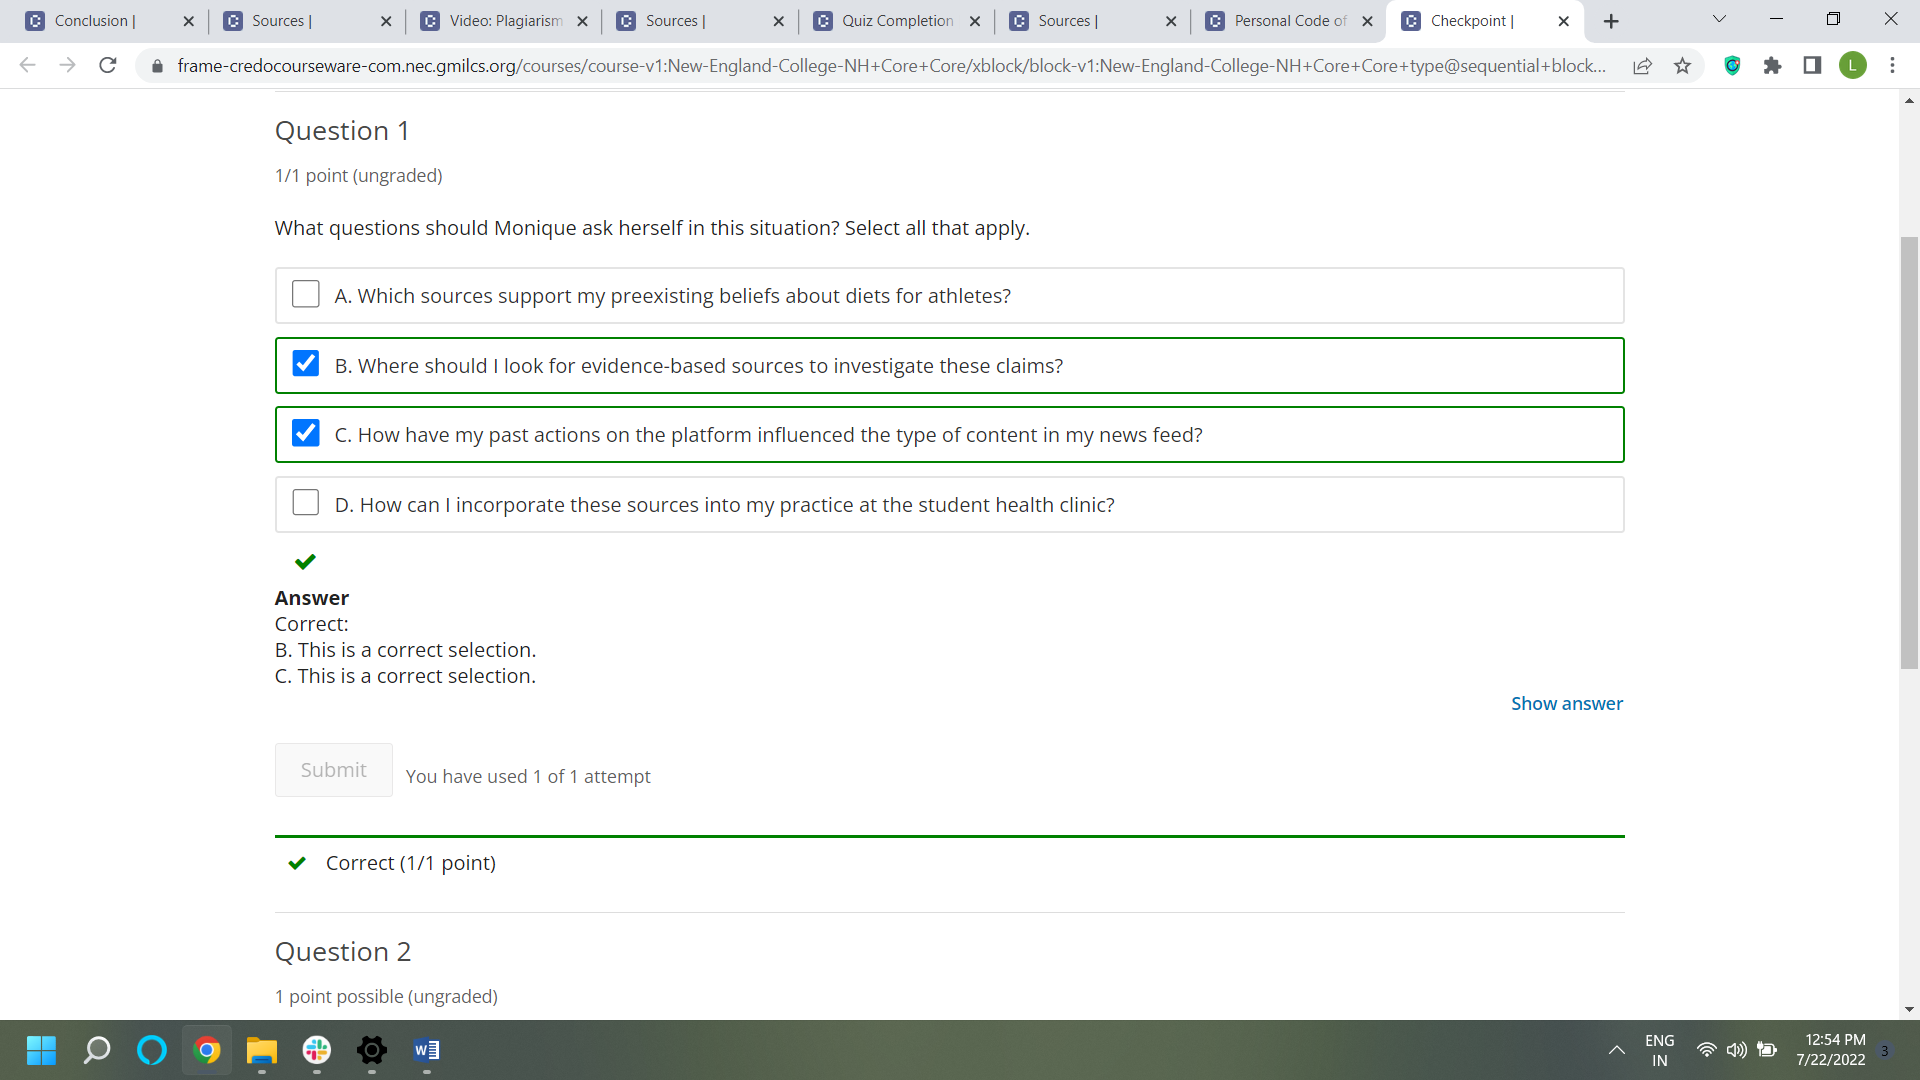 Conclusion |
Sources |
Video: Plagiarism
Sources |
Quiz Completion
Sources |
Personal Code of
Checkpoint |
frame-credocourseware-com.nec.gmilcs.org/courses/course-v1:New-England-College-NH+Core+Core/xblock/block-v1:New-England-College-NH+Core+Core+type@sequential+block...
L
Question 1
1/1 point (ungraded)
What questions should Monique ask herself in this situation? Select all that apply.
A. Which sources support my preexisting beliefs about diets for athletes?
B. Where should I look for evidence-based sources to investigate these claims?
C. How have my past actions on the platform influenced the type of content in my news feed?
D. How can I incorporate these sources into my practice at the student health clinic?
Answer
Correct:
B. This is a correct selection.
C. This is a correct selection.
Show answer
Submit
You have used 1 of 1 attempt
Correct (1/1 point)
Question 2
1 point possible (ungraded)
W
ENG
IN
12:54 PM
7/22/2022
3